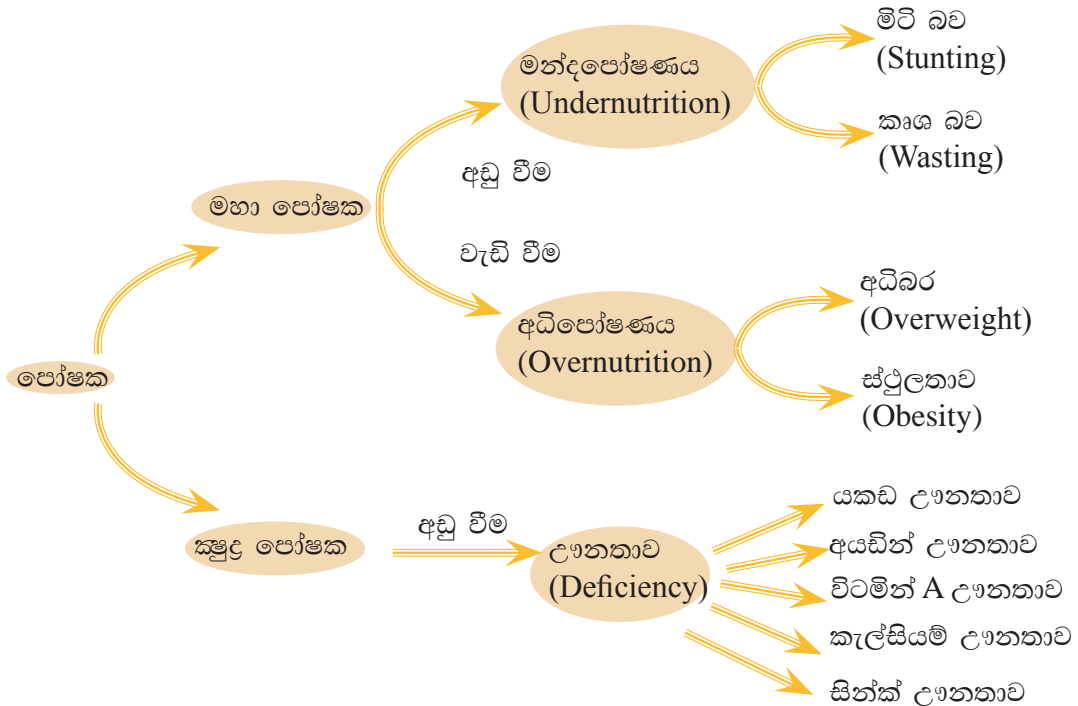 මිටි බව
(Stunting)
මන්දපෝෂණය
(Undernutrition)
කෘශ බව
(Wasting)
අඩු වීම
මහා පෝෂක
වැඩි වීම
අධිබර
(Overweight)
අධිපෝෂණය
(Overnutrition)
පෝෂක
ස්ථුලතාව
(Obesity)
යකඩ ඌනතාව
අඩු වීම
ක්‍ෂුද්‍ර පෝෂක
ඌනතාව
(Deficiency)
අයඩින් ඌනතාව
විටමින් A ඌනතාව
කැල්සියම් ඌනතාව
සින්ක් ඌනතාව